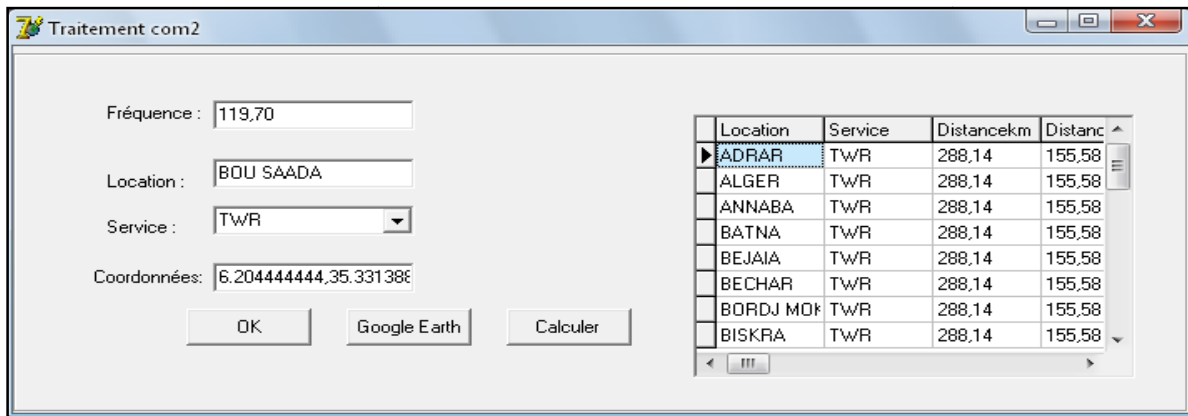 Traitement com2
Fréquence : 119,70
Location : BOU SAADA
Service : TWR
Coordonnées: 6.204444444,35.331388
OK Google Earth Calculer
Location Service Distancekm Distanc
ADRAR TWR 288,14 155,58
ALGER TWR 288,14 155,58
ANNABA TWR 288,14 155,58
BATNA TWR 288,14 155,58
BEJAIA TWR 288,14 155,58
BECHAR TWR 288,14 155,58
BORDJ MOK TWR 288,14 155,58
BISKRA TWR 288,14 155,58